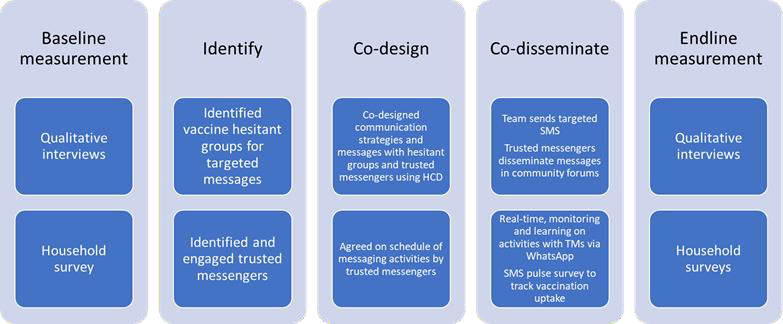 Baseline
measurement
Qualitative
interviews
Household
survey
Identify
Identified
vaccine hesitant
groups for
targeted
messages
Identified and
engaged trusted
messengers
Co-design
Co-designed
communication
strategies and
messages with hesitant
groups and trusted
messengers using HCD
Agreed on schedule of
messaging activities by
trusted messengers
Co-disseminate
Team sends targeted
SMS
Trusted messengers
disseminate messages
in community forums
Real-time, monitoring
and learning on
activities with TMs via
WhatsApp
SMS pulse survey to
track vaccination
uptake
Endline
measurement
Qualitative
interviews
Household
surveys